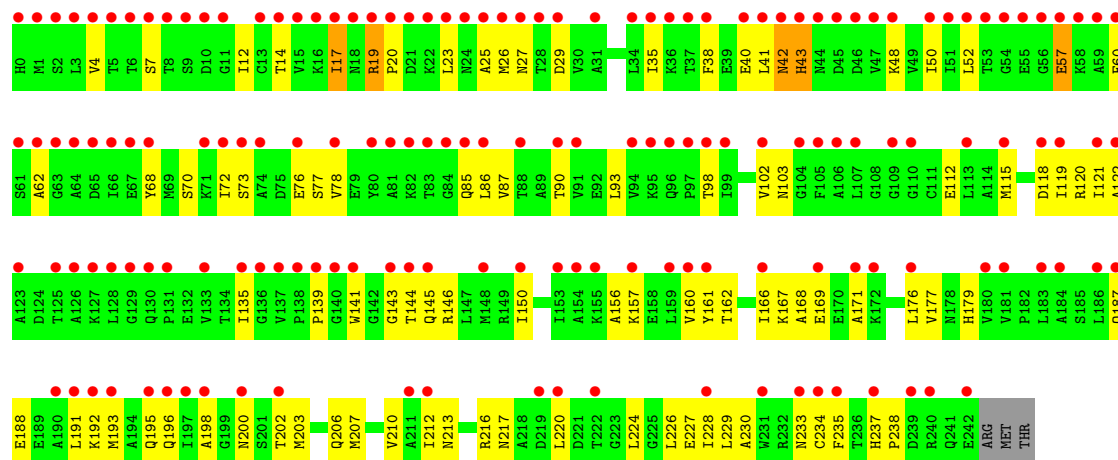 H0 M1 S2 L3 V4 T5 T6 S7 T8 S9 D10 G11 I12 C13 T14 V15 K16 I17 N18 R19 P20 D21 K22 L23 N24 A25 M26 N27 T28 D29 V30 A31 L34 I35 K36 T37 F38 E39 E40 L41 N42 H43 N44 D45 D46 V47 K48 V49 I50 I51 L52 T53 G54 E55 G56 E57 K58 A59 F60
S61 A62 G63 A64 D65 I66 E67 Y68 M69 S70 K71 I72 S73 A74 D75 E76 S77 V78 E79 Y80 A81 K82 T83 G84 Q85 L86 V87 T88 A89 T90 V91 E92 L93 V94 K95 Q96 P97 T98 I99 V102 N103 G104 F105 A106 L107 G108 G109 G110 C111 E112 L113 A114 M115 D118 I119 R120 I121 A122
A123 D124 T125 A126 K127 L128 G129 Q130 P131 E132 V133 T134 I135 G136 V137 P138 P139 G140 W141 G142 G143 T144 Q145 R146 L147 M148 R149 I150 I153 A154 K155 A156 K157 E158 L159 V160 Y161 T162 I166 K167 A168 E169 E170 A171 K172 L176 V177 N178 H179 V180 V181 P182 L183 A184 S185 L186 Q187
E188 E189 A190 L191 K192 M193 A194 Q195 Q196 I197 A198 G199 N200 S201 T202 M203 Q206 M207 V210 A211 I212 N213 R216 N217 A218 D219 L220 D221 T222 G223 L224 G225 L226 E227 I228 L229 A230 W231 R232 N233 C234 F235 T236 H237 P238 D239 R240 Q241 E242 ARG MET THR